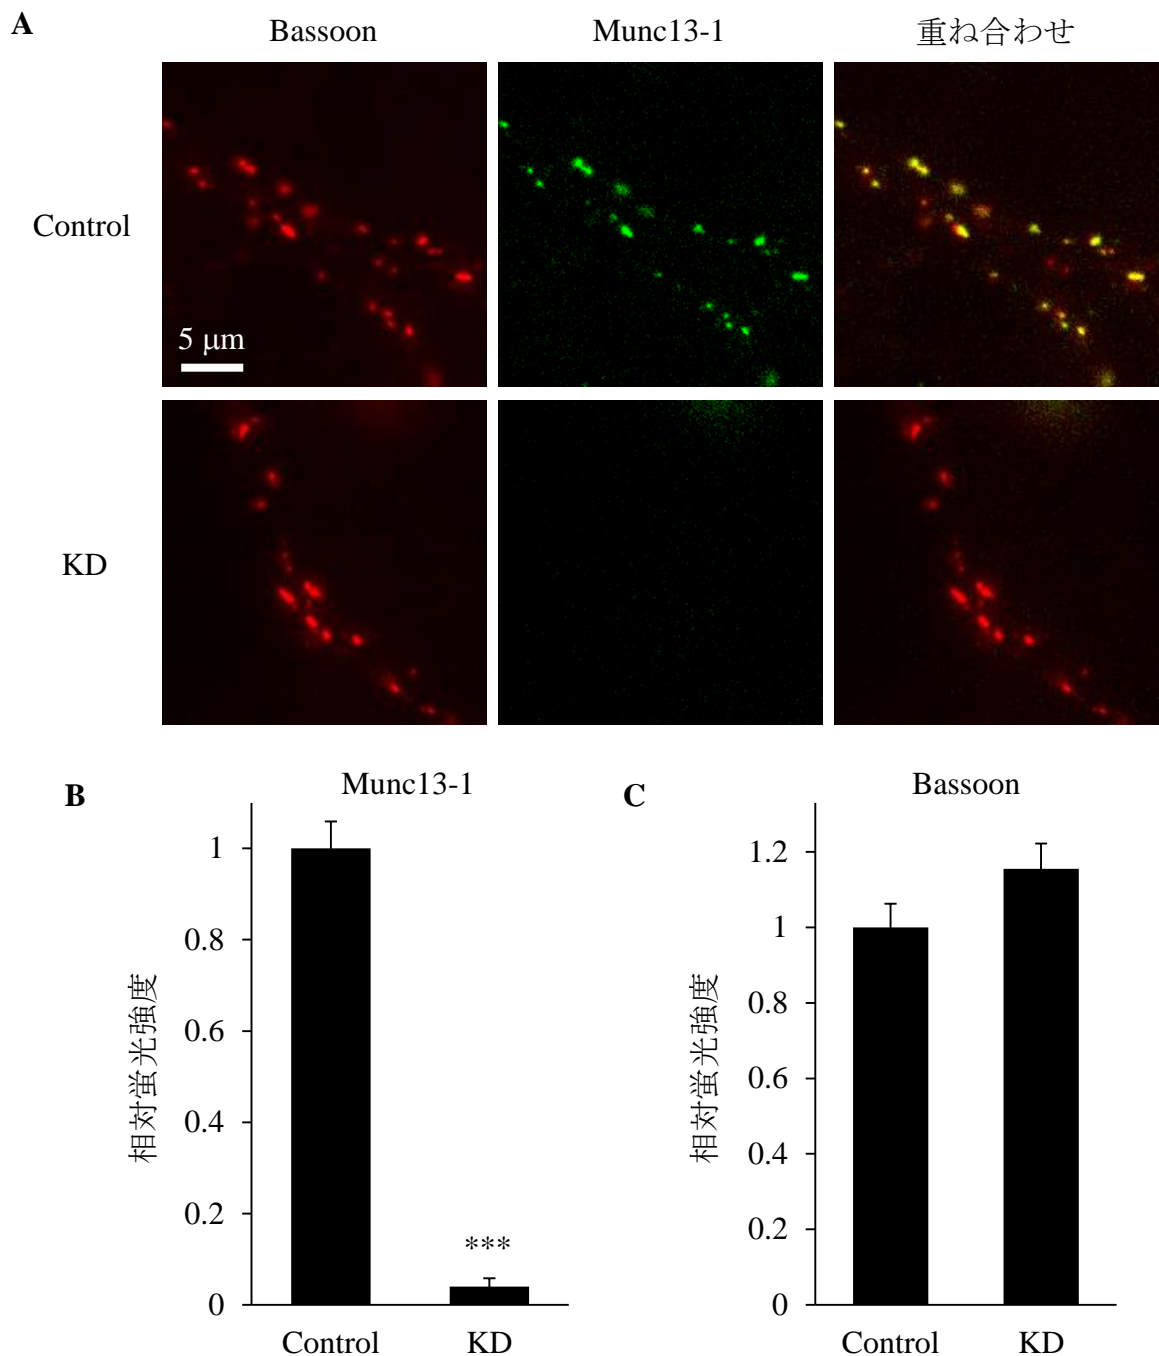 A
Bassoon
Munc13-1
重ね合わせ
Control
5 μm
KD
B
Munc13-1
相対蛍光強度
1
0.8
0.6
0.4
0.2
0
***
Control
KD
C
Bassoon
相対蛍光強度
1.2
1
0.8
0.6
0.4
0.2
0
Control
KD